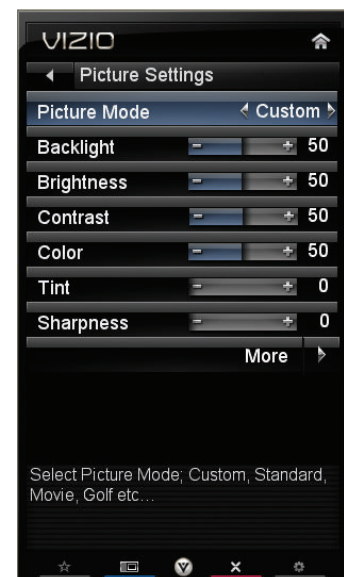 VIZIO
Picture Settings
Picture Mode Custom
Backlight - + 50
Brightness - + 50
Contrast - + 50
Color - + 50
Tint - + 0
Sharpness - + 0
More
Select Picture Mode; Custom, Standard,
Movie, Golf etc…
V X